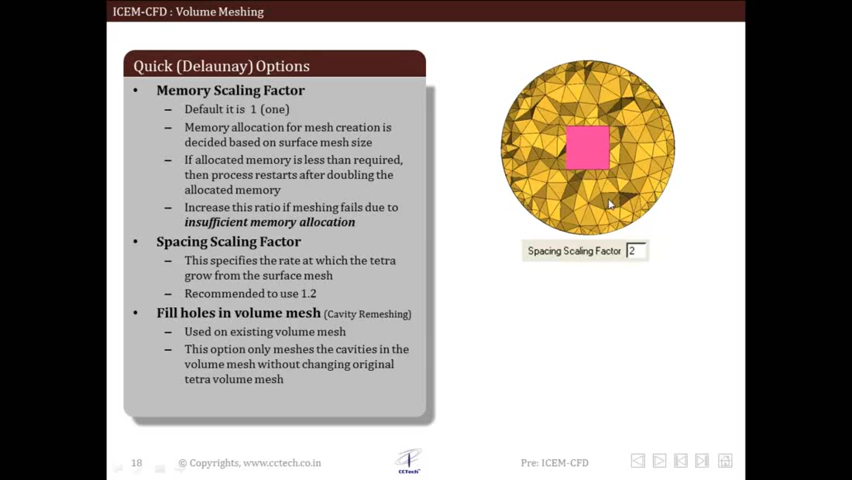 ICEM-CFD : Volume Meshing
Quick (Delaunay) Options
• Memory Scaling Factor
– Default it is 1 (one)
– Memory allocation for mesh creation is
decided based on surface mesh size
– If allocated memory is less than required,
then process restarts after doubling the
allocated memory
– Increase this ratio if meshing fails due to
insufficient memory allocation
• Spacing Scaling Factor
– This specifies the rate at which the tetra
grow from the surface mesh
– Recommended to use 1.2
• Fill holes in volume mesh (Cavity Remeshing)
– Used on existing volume mesh
– This option only meshes the cavities in the
volume mesh without changing original
tetra volume mesh
Spacing Scaling Factor 2
18
© Copyrights, www.cctech.co.in
CCTech
Pre: ICEM-CFD